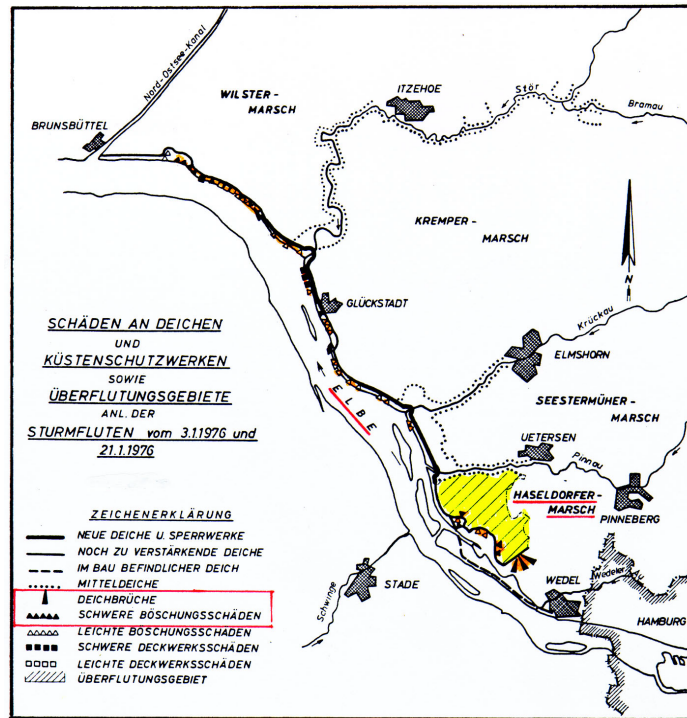 Nord-Ostsee-Kanal
WILSTER-
MARSCH
ITZEHOE
Stör
Bramau
BRUNSBÜTTEL
KREMPER-
MARSCH
N
GLÜCKSTADT
Krückau
ELMSHORN
SCHÄDEN AN DEICHEN
UND
KÜSTENSCHUTZWERKEN
SOWIE
ÜBERFLUTUNGSGEBIETE
ANL. DER
STURMFLUTEN vom 3.1.1976 und
21.1.1976
ELBE
SEESTERMÜHER-
MARSCH
UETERSEN
Pinnau
HASELDORFER-
MARSCH
PINNEBERG
ZEICHENERKLÄRUNG
NEUE DEICHE U. SPERRWERKE
NOCH ZU VERSTÄRKENDE DEICHE
IM BAU BEFINDLICHER DEICH
MITTELDEICHE
DEICHBRÜCHE
SCHWERE BÖSCHUNGSSCHÄDEN
LEICHTE BÖSCHUNGSSCHÄDEN
SCHWERE DECKWERKSSCHÄDEN
LEICHTE DECKWERKSSCHÄDEN
ÜBERFLUTUNGSGEBIET
STADE
Schwinge
WEDEL
Wedeler Au
HAMBURG